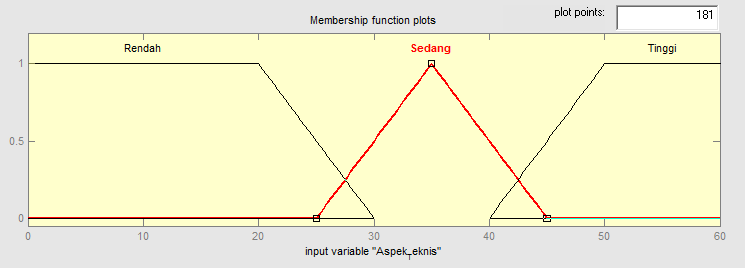 Membership function plots
plot points: 181
Rendah Sedang Tinggi
1
0.5
0
0 10 20 30 40 50 60
input variable "Aspek_Teknis"